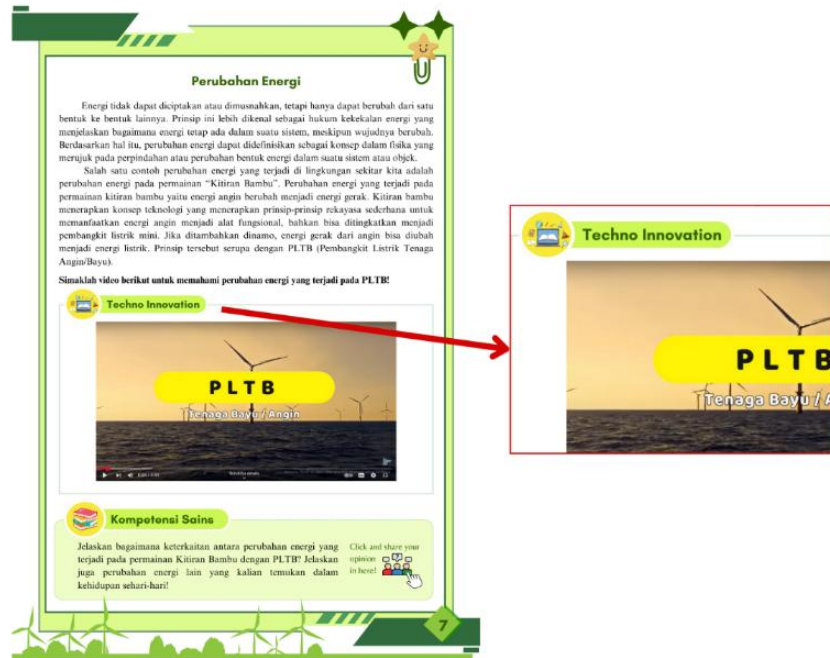 Perubahan Energi
Energi tidak dapat diciptakan atau dimusnahkan, tetapi hanya dapat berubah dari satu
bentuk ke bentuk lainnya. Prinsip ini lebih dikenal sebagai hukum kekekalan energi yang
menjelaskan bagaimana energi tetap ada dalam suatu sistem, meskipun wujudnya berubah.
Berdasarkan hal itu, perubahan energi dapat didefinisikan sebagai konsep dalam fisika yang
merujuk pada perpindahan atau perubahan bentuk energi dalam suatu sistem atau objek.
Salah satu contoh perubahan energi yang terjadi di lingkungan sekitar kita adalah
perubahan energi pada permainan “Kitiran Bambu”. Perubahan energi yang terjadi pada
permainan kitiran bambu yaitu energi angin berubah menjadi energi gerak. Kitiran bambu
menerapkan konsep teknologi yang menerapkan prinsip-prinsip rekayasa sederhana untuk
memanfaatkan energi angin menjadi alat fungsional, bahkan bisa ditingkatkan menjadi
pembangkit listrik mini. Jika ditambahkan dinamo, energi gerak dari angin bisa diubah
menjadi energi listrik. Prinsip tersebut serupa dengan PLTB (Pembangkit Listrik Tenaga
Angin/Bayu).
Simaklah video berikut untuk memahami perubahan energi yang terjadi pada PLTB!
Techno Innovation
PLTB
Tenaga Bayu / Angin
Kompetensi Sains
Jelaskan bagaimana keterkaitan antara perubahan energi yang
terjadi pada permainan Kitiran Bambu dengan PLTB? Jelaskan
juga perubahan energi lain yang kalian temukan dalam
kehidupan sehari-hari!
Click and share your
opinion
in here!
7
Techno Innovation
PLTB
Tenaga Bayu / A